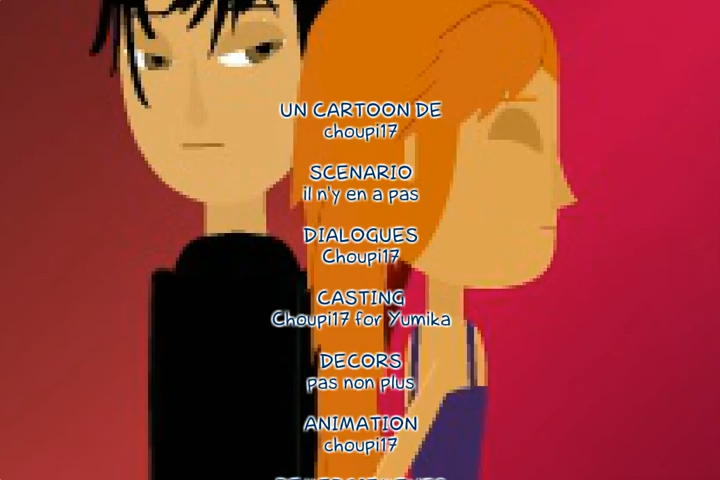 UN CARTOON DE
choupi17
SCENARIO
il n'y en a pas
DIALOGUES
Choupi17
CASTING
Choupi17 for Yumika
DECORS
pas non plus
ANIMATION
choupi17